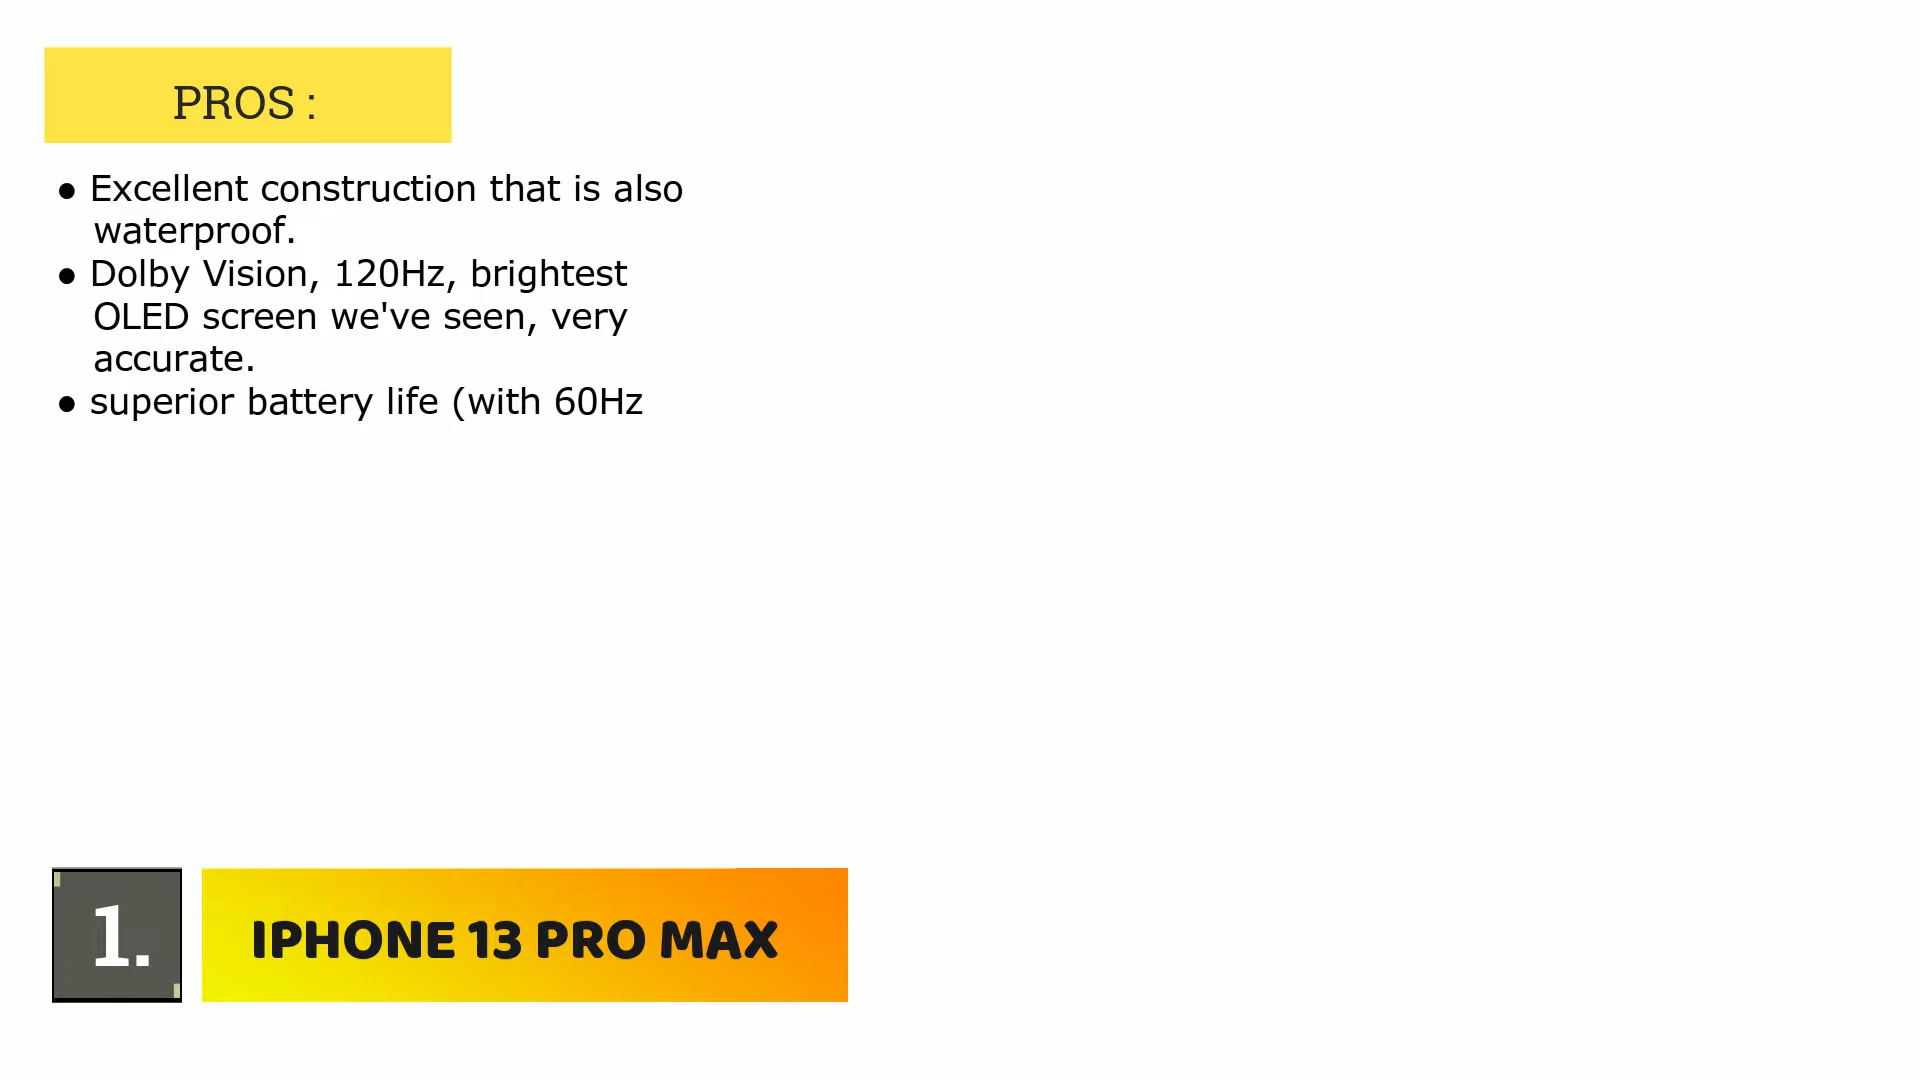 PROS :
● Excellent construction that is also
waterproof.
● Dolby Vision, 120Hz, brightest
OLED screen we've seen, very
accurate.
● superior battery life (with 60Hz
1.
IPHONE 13 PRO MAX